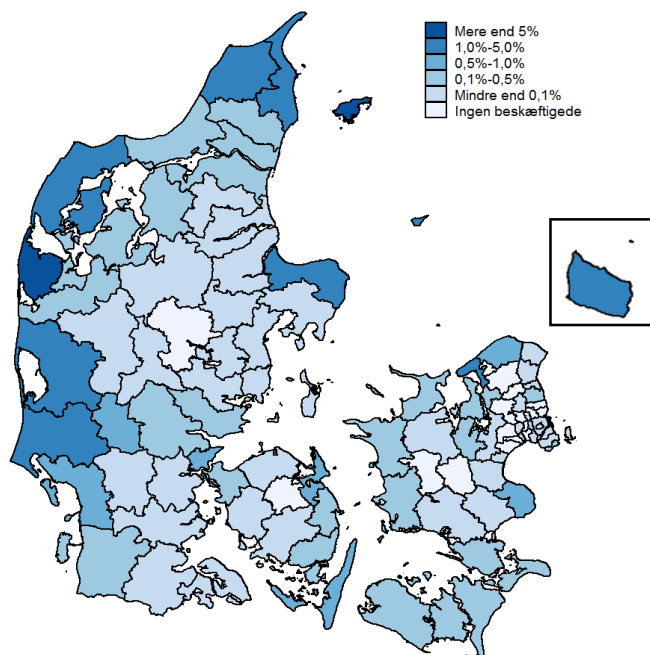 Mere end 5%
1,0%-5,0%
0,5%-1,0%
0,1%-0,5%
Mindre end 0,1%
Ingen beskæftigede